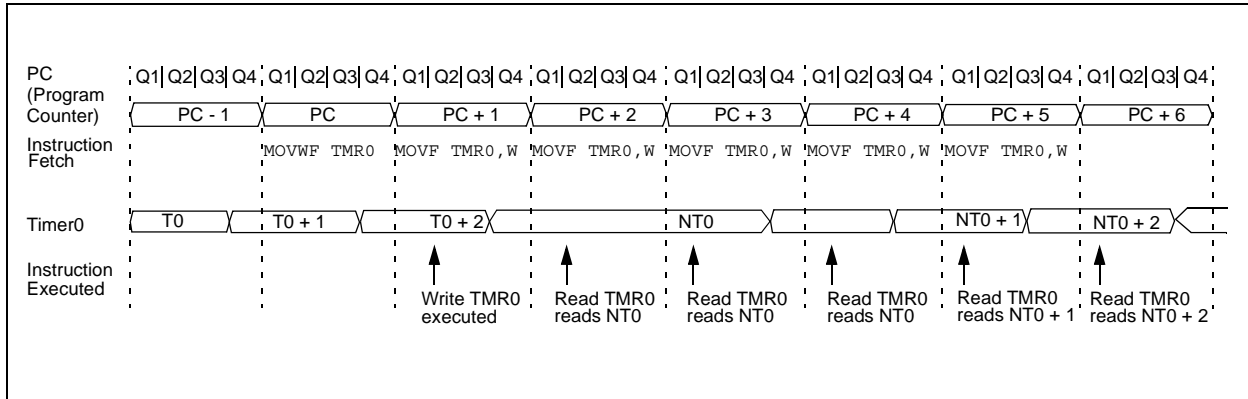 PC
(Program
Counter)
Q1 Q2 Q3 Q4 Q1 Q2 Q3 Q4 Q1 Q2 Q3 Q4 Q1 Q2 Q3 Q4 Q1 Q2 Q3 Q4 Q1 Q2 Q3 Q4 Q1 Q2 Q3 Q4 Q1 Q2 Q3 Q4
PC - 1 PC PC + 1 PC + 2 PC + 3 PC + 4 PC + 5 PC + 6
Instruction
Fetch
MOVWF TMR0 MOVF TMR0,W MOVF TMR0,W MOVF TMR0,W MOVF TMR0,W MOVF TMR0,W
Timer0
T0 T0 + 1 T0 + 2 NT0 NT0 + 1 NT0 + 2
Instruction
Executed
Write TMR0
executed
Read TMR0
reads NT0
Read TMR0
reads NT0
Read TMR0
reads NT0
Read TMR0
reads NT0 + 1
Read TMR0
reads NT0 + 2